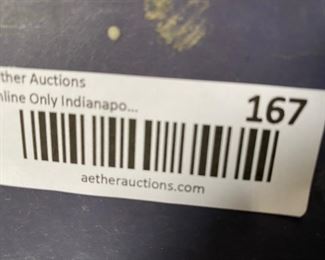 ther Auctions
nline Only Indianapo...
167
aetherauctions.com